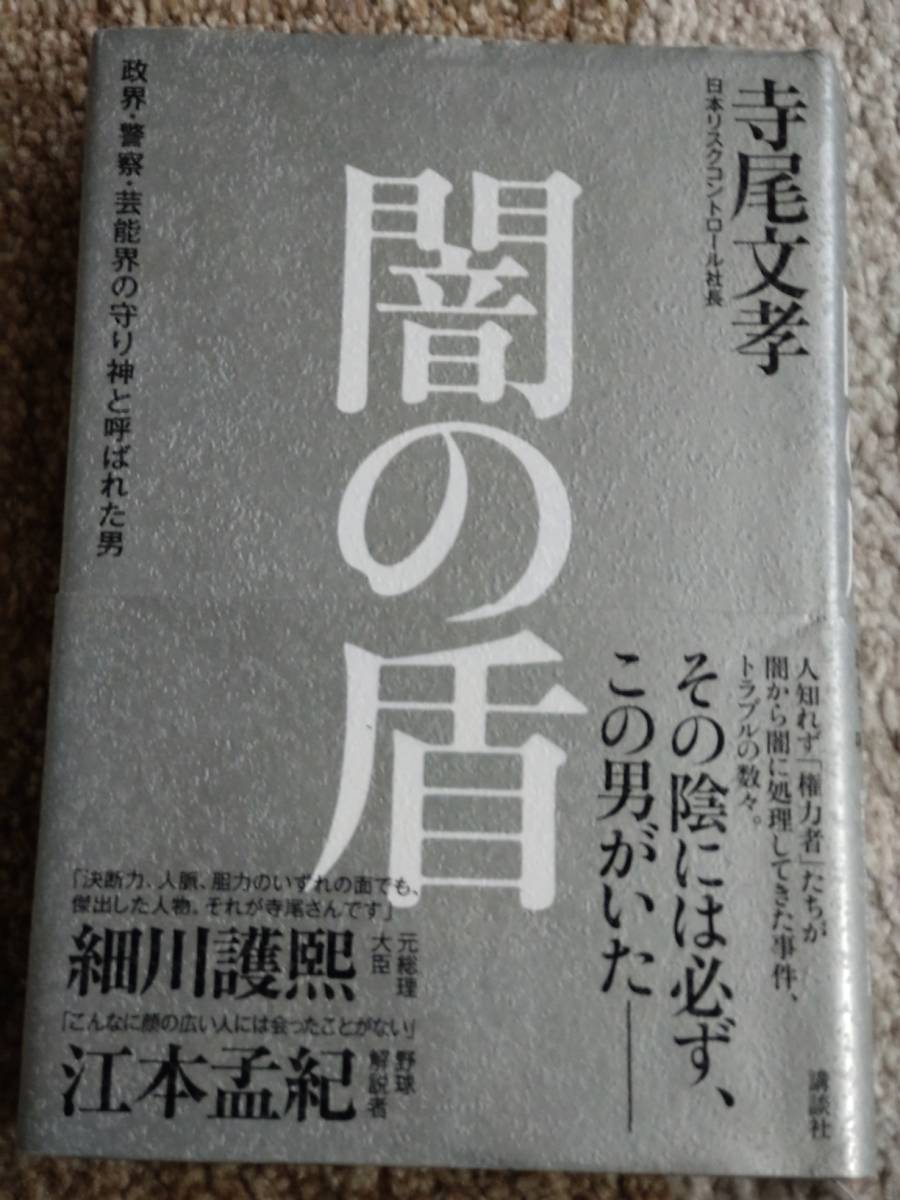 寺尾文孝
日本リスクコントロール社長
闇の盾
政界・警察・芸能界の守り神と呼ばれた男
人知れず「権力者」たちが
闇から闇に処理してきた事件、
トラブルの数々。
その陰には必ず、
この男がいた――
「決断力、人脈、胆力のいずれの面でも、
傑出した人物。それが寺尾さんです」
元総理
大臣
細川護熙
「こんなに顔の広い人には会ったことがない」
野球
解説者
江本孟紀
講談社